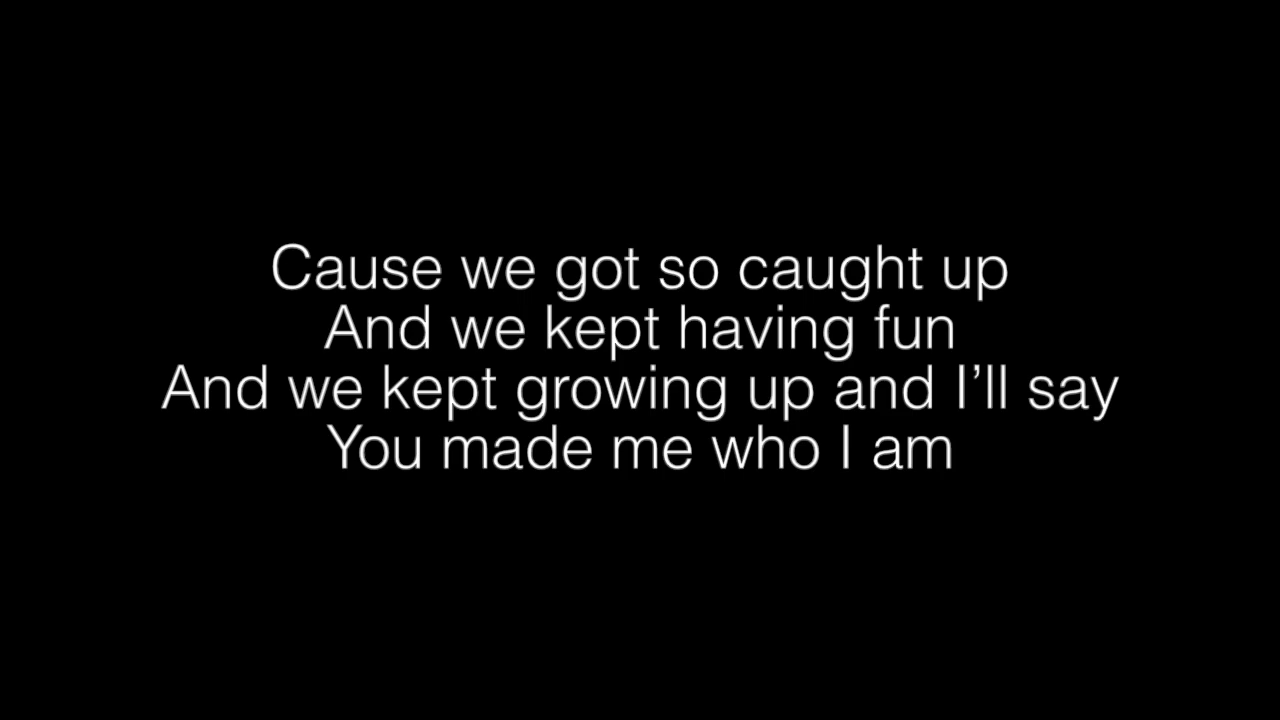 Cause we got so caught up
And we kept having fun
And we kept growing up and I’ll say
You made me who I am